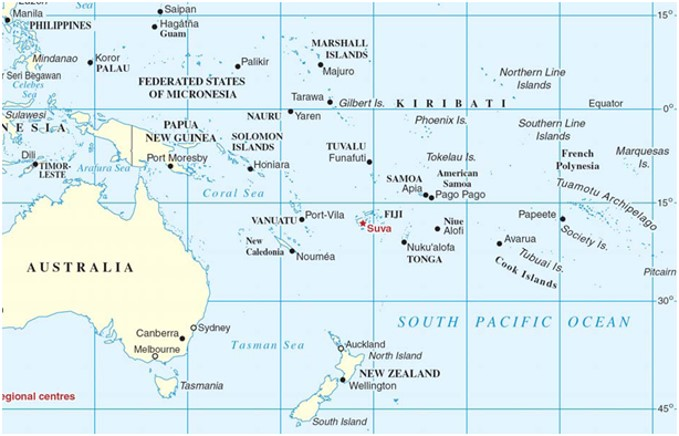 Sea
Saipan
Manila
PHILIPPINES
Hagåtña
Guam
15°
Mindanao
Koror
PALAU
Palikir
MARSHALL
ISLANDS
Majuro
r Seri Begawan
Celebes
Sea
FEDERATED STATES
OF MICRONESIA
Northern Line
Islands
Tarawa
Gilbert Is.
KIRIBATI
Equator
0°
Sulawesi
NESIA
NAURU
Yaren
Phoenix Is.
PAPUA
NEW GUINEA
SOLOMON
ISLANDS
Southern Line
Islands
Dili
TIMOR-
LESTE
Arafura Sea
Port Moresby
Honiara
TUVALU
Funafuti
Tokelau Is.
French
Polynesia
Marquesas
Is.
SAMOA
Apia
American
Samoa
Pago Pago
Tuamotu Archipelago
Coral Sea
15°
VANUATU
Port-Vila
FIJI
Suva
Niue
Alofi
Papeete
Society Is.
New
Caledonia
Nouméa
Nuku'alofa
TONGA
Avarua
Cook Islands
Tubuai Is.
Pitcairn
AUSTRALIA
30°
SOUTH PACIFIC OCEAN
Canberra
Sydney
Melbourne
Tasman Sea
Auckland
North Island
NEW ZEALAND
Wellington
Tasmania
egional centres
South Island
45°